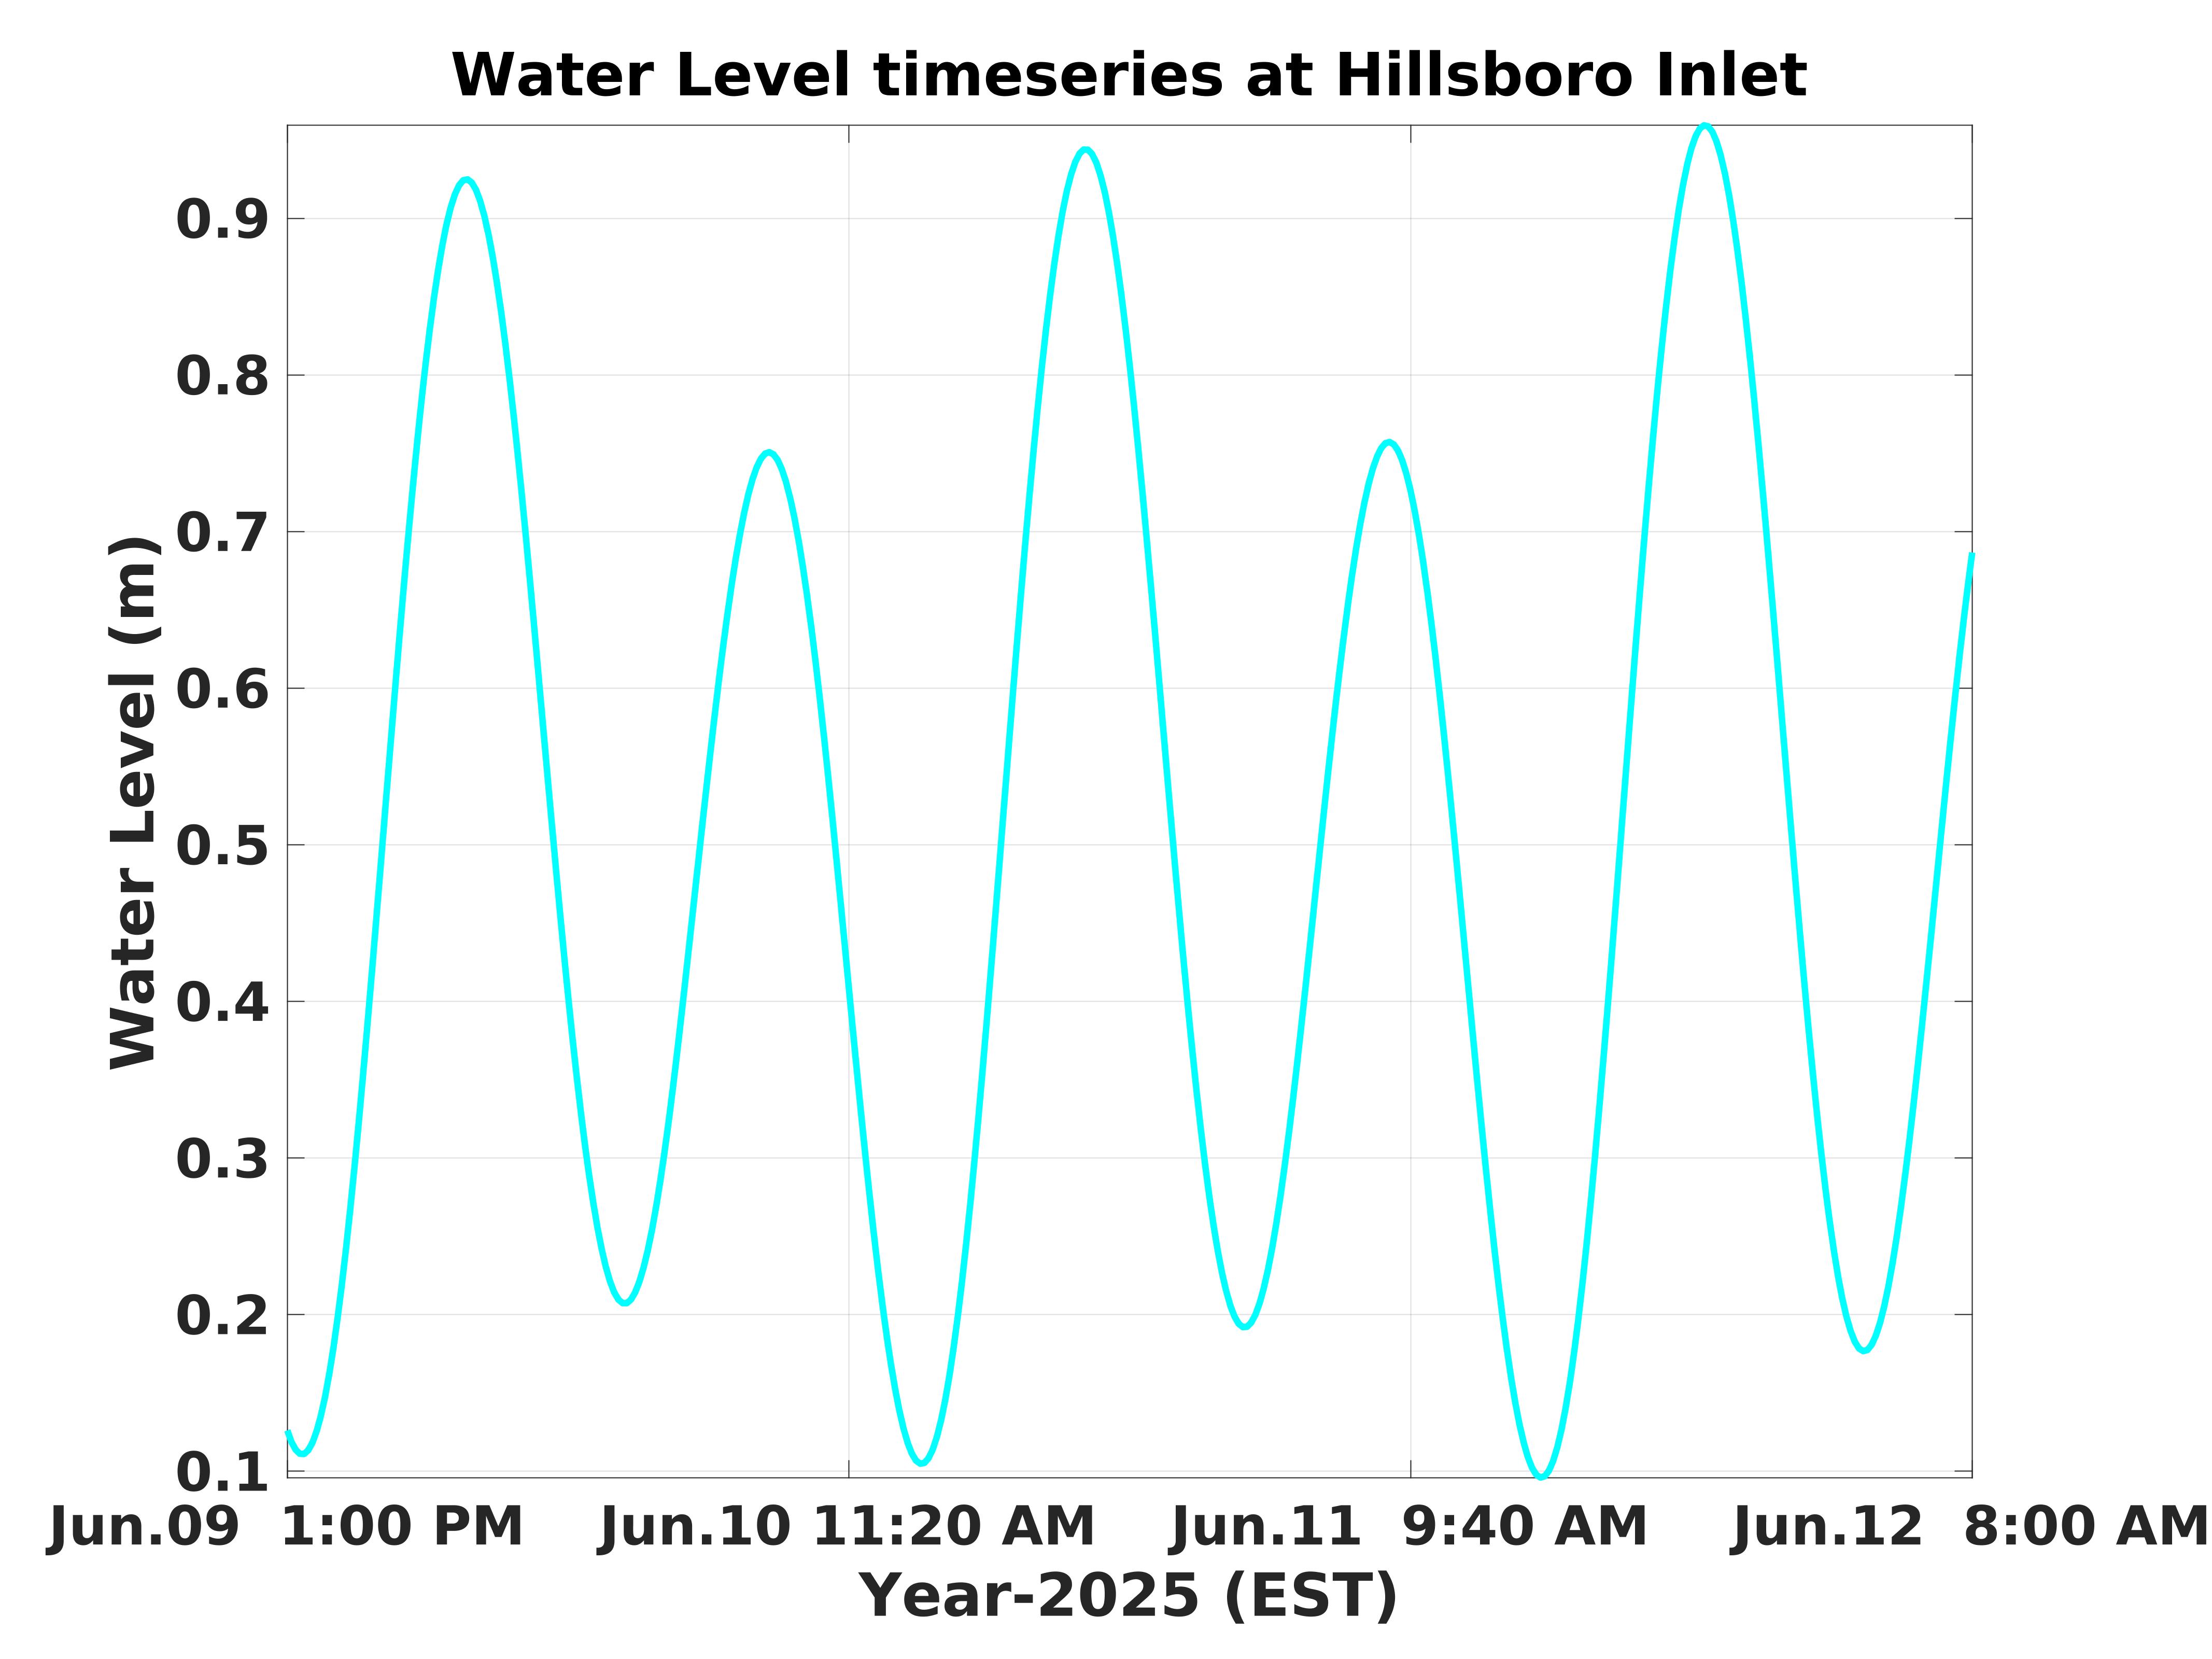 Water Level timeseries at Hillsboro Inlet
Water Level (m)
0.9
0.8
0.7
0.6
0.5
0.4
0.3
0.2
0.1
Jun.09 1:00 PM Jun.10 11:20 AM Jun.11 9:40 AM Jun.12 8:00 AM
Year-2025 (EST)